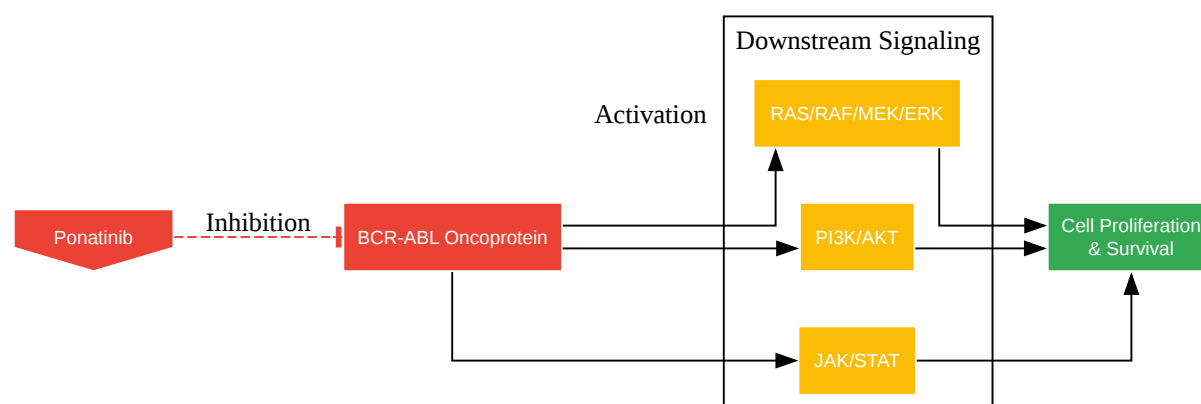 Downstream Signaling
Activation
RAS/RAF/MEK/ERK
Inhibition
Ponatinib
BCR-ABL Oncoprotein
PI3K/AKT
Cell Proliferation
& Survival
JAK/STAT